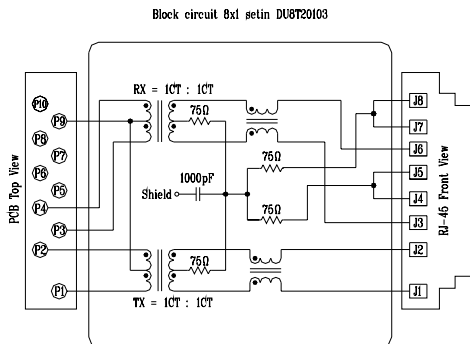 Block circuit 8x1 setin DU8T20103
PCB Top View
P10
P9
P8
P7
P6
P5
P4
P3
P2
P1
RX = 1CT : 1CT
75Ω
75Ω
1000pF
Shield
75Ω
75Ω
TX = 1CT : 1CT
J8
J7
J6
J5
J4
J3
J2
J1
RJ-45 Front View